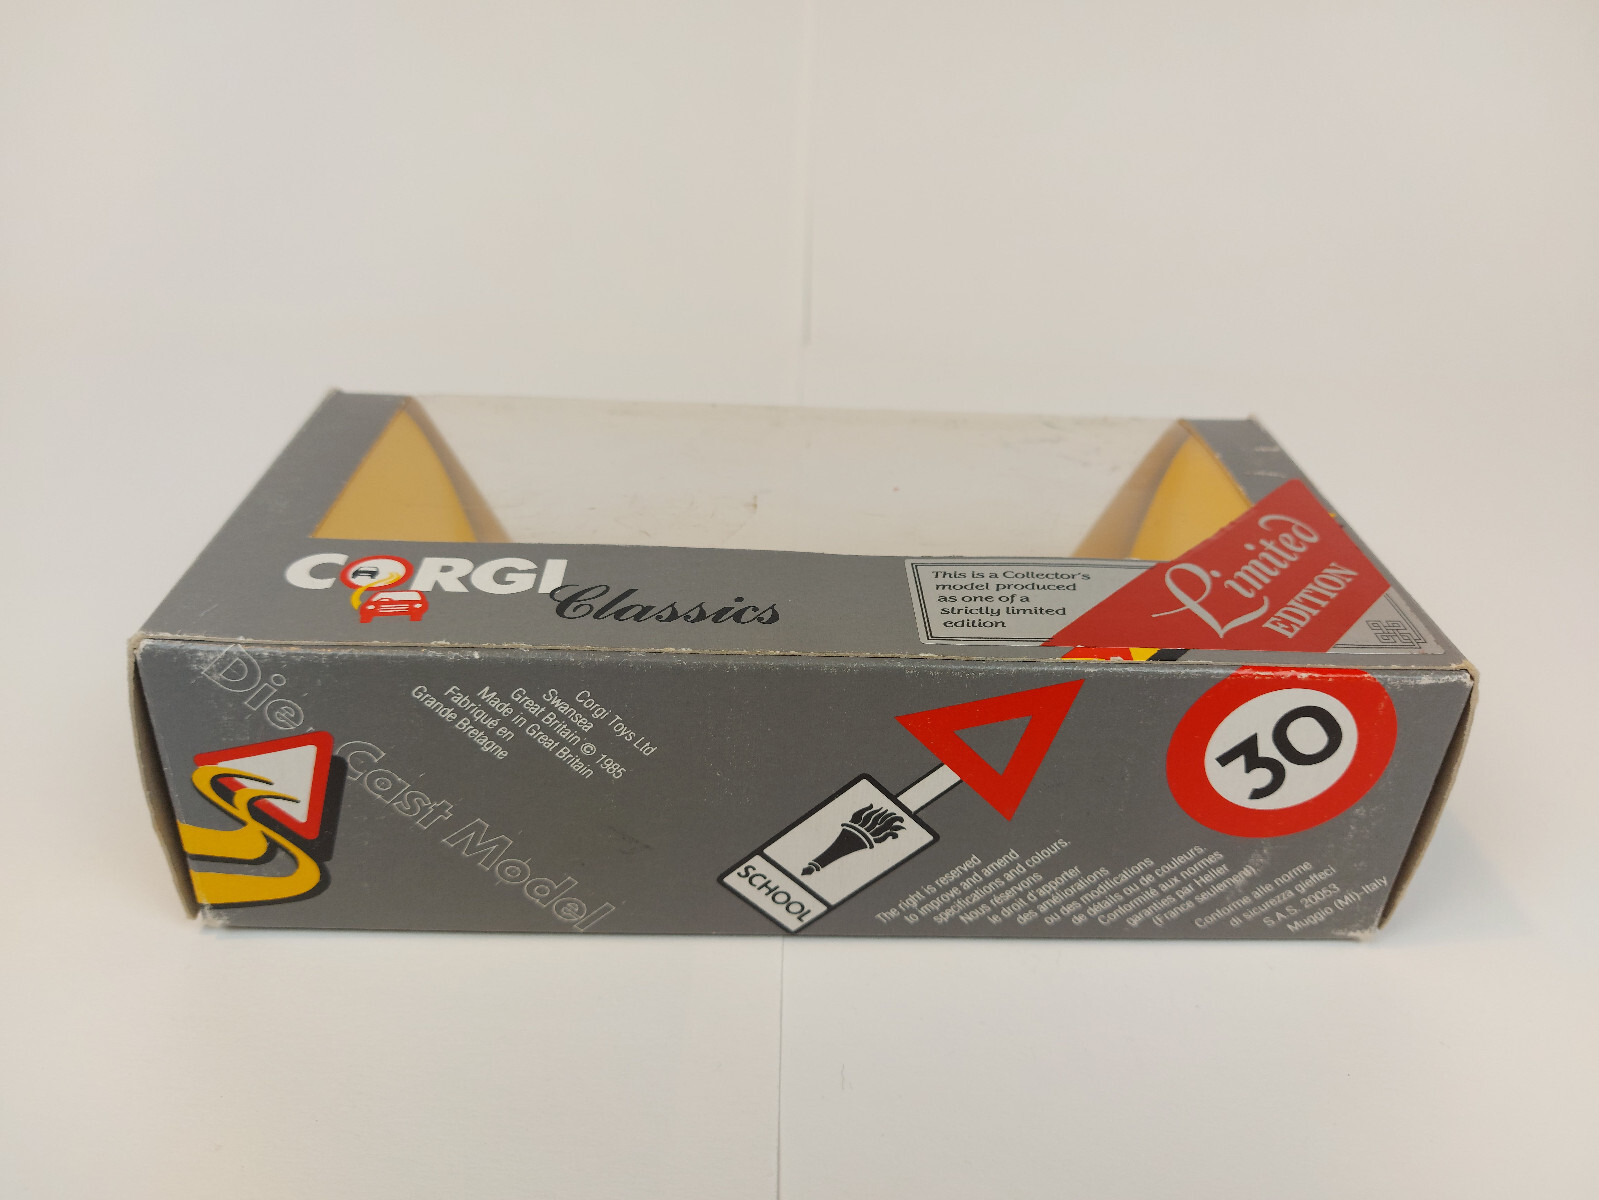 CORGI
Classics
This is a Collector's
model produced
as one of a
strictly limited
edition
Limited
EDITION
Die-cast Model
Corgi Toys Ltd
Swansea
Great Britain © 1985
Made in Great Britain
Fabriqué en
Grande Bretagne
SCHOOL
30
The right is reserved
to improve and amend
specifications and colours.
Nous réservons
le droit d'apporter
des améliorations
ou des modifications
de détails ou de couleurs.
Conformité aux normes
garanties par Heller
(France seulement).
Conforme alle norme
di sicurezza gieffeci
S.A.S. 20053
Muggio (MI)-Italy